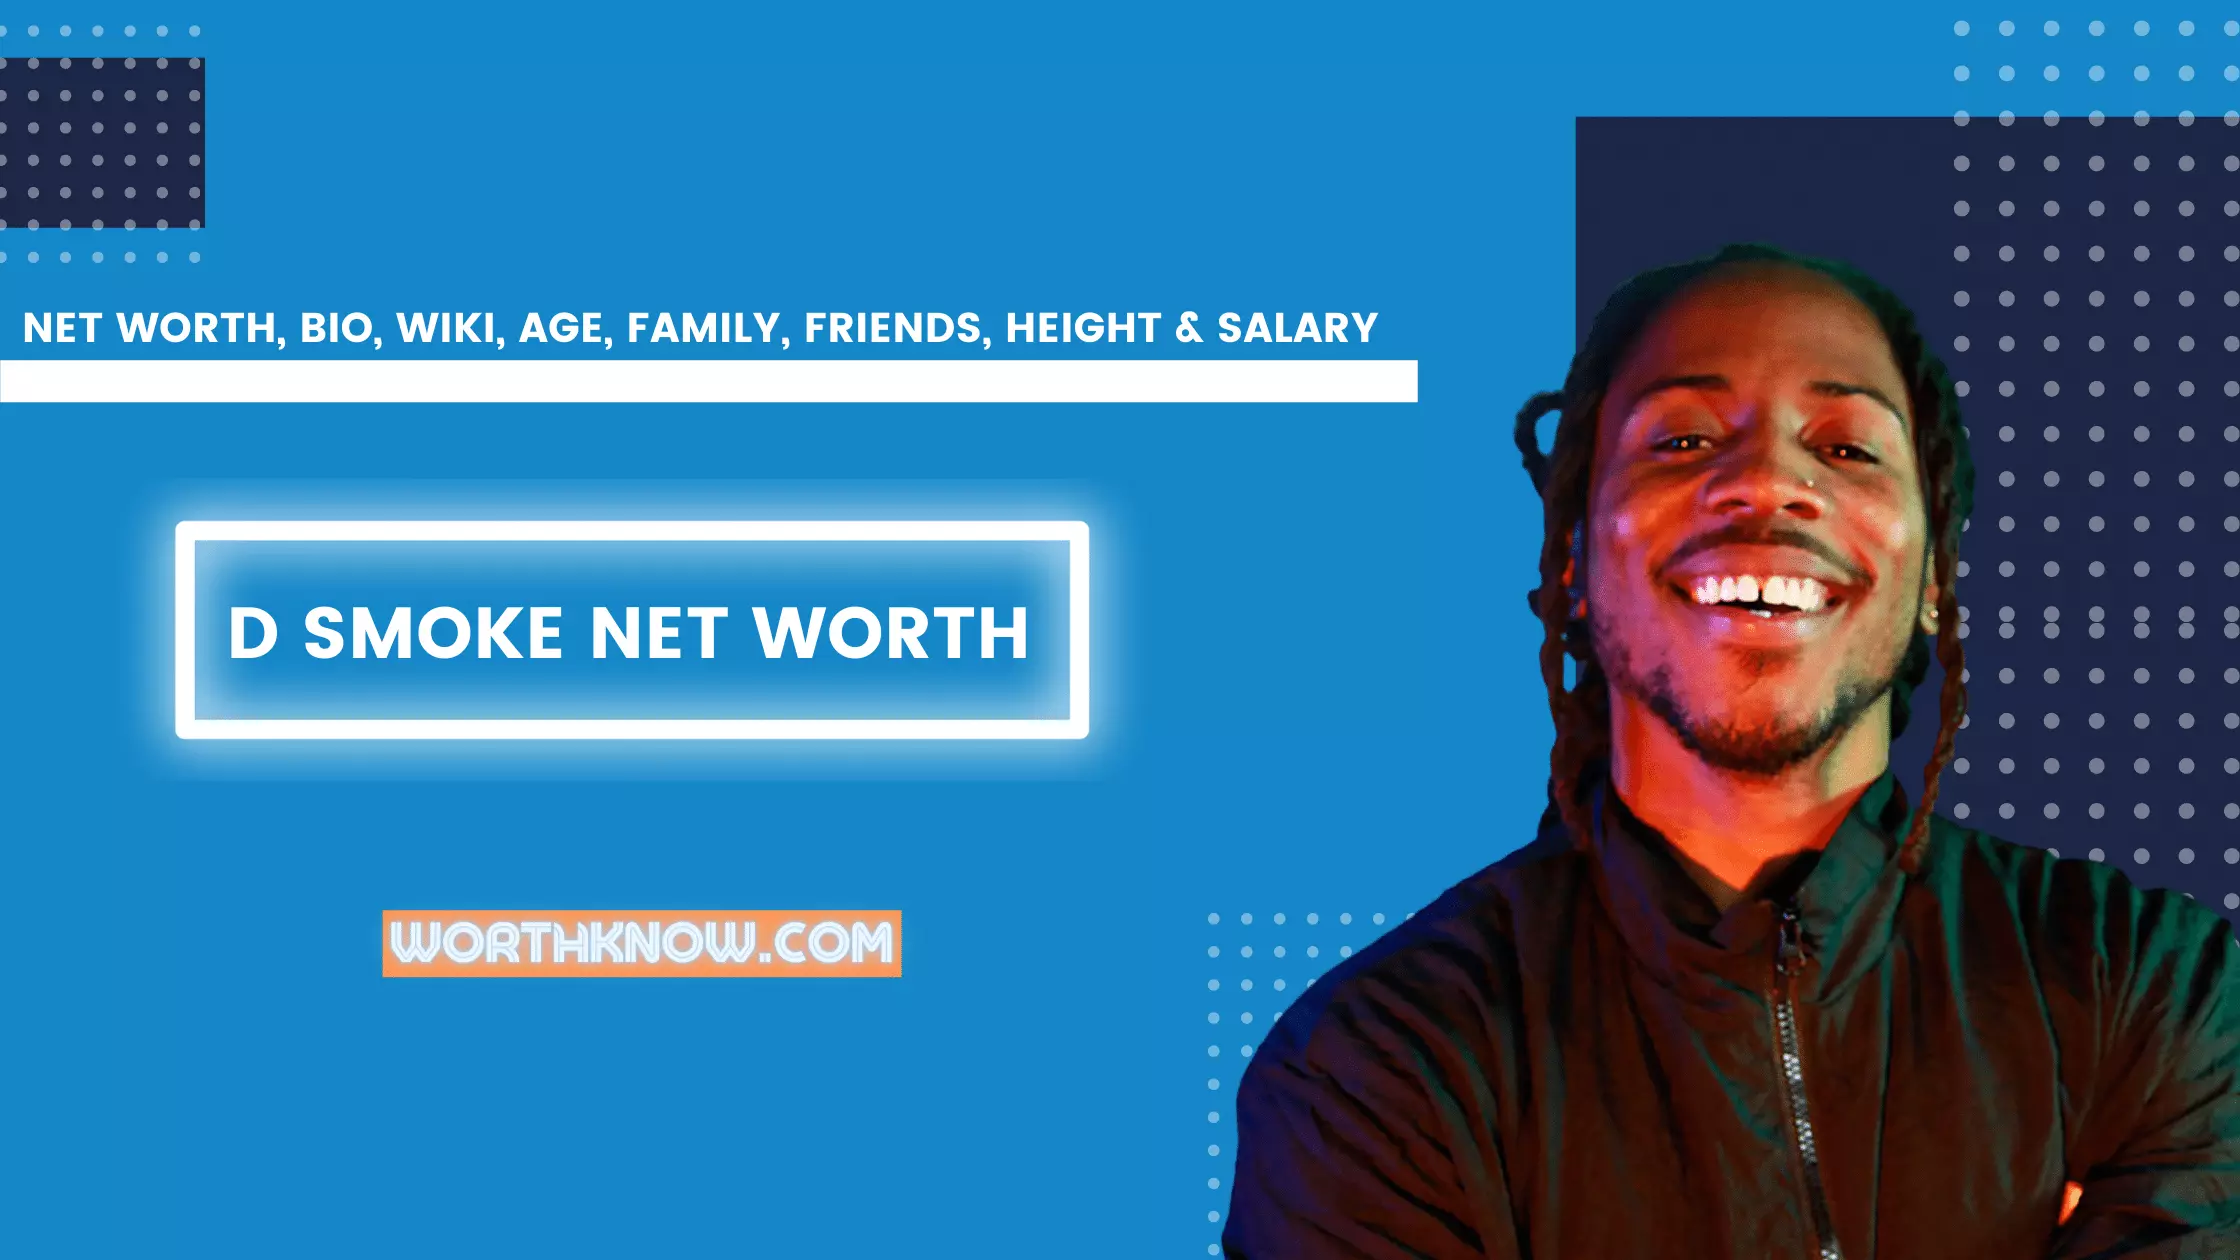 NET WORTH, BIO, WIKI, AGE, FAMILY, FRIENDS, HEIGHT & SALARY
D SMOKE NET WORTH
WORTHKNOW.COM